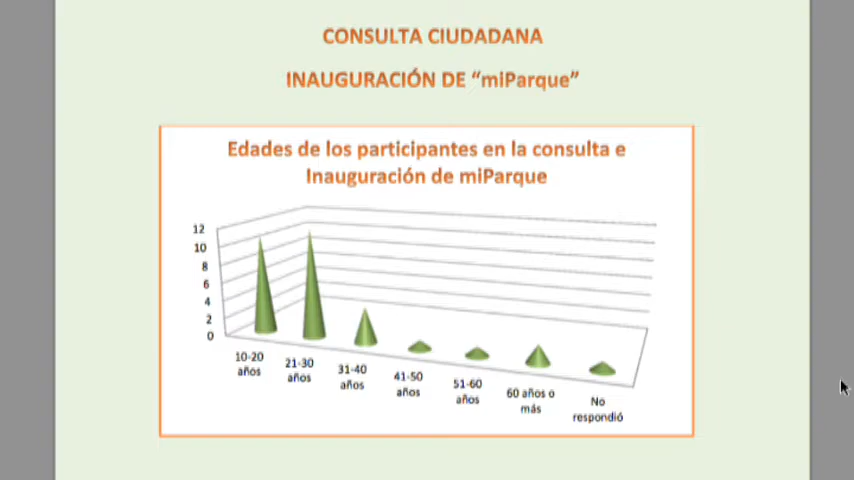 CONSULTA CIUDADANA
INAUGURACIÓN DE “miParque”
Edades de los participantes en la consulta e
Inauguración de miParque
12
10
8
6
4
2
0
10-20
años
21-30
años
31-40
años
41-50
años
51-60
años
60 años o
más
No
respondió